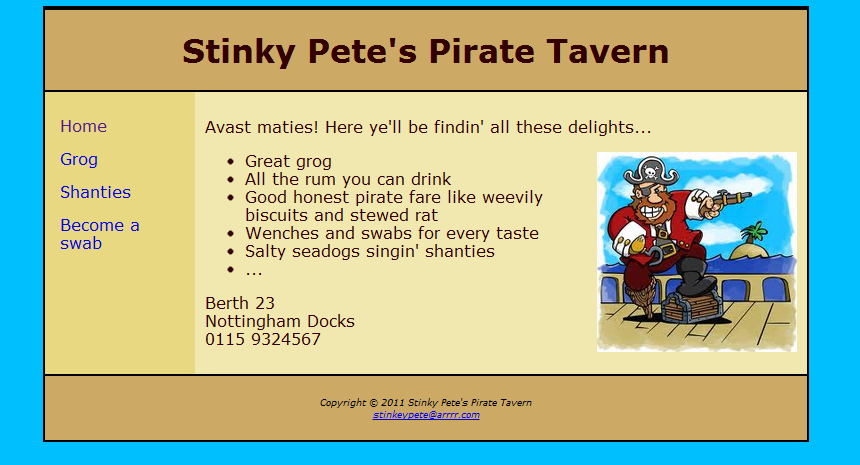 Stinky Pete's Pirate Tavern
Home
Grog
Shanties
Become a
swab
Avast maties! Here ye'll be findin' all these delights...
• Great grog
• All the rum you can drink
• Good honest pirate fare like weevily
biscuits and stewed rat
• Wenches and swabs for every taste
• Salty seadogs singin' shanties
• ...
Berth 23
Nottingham Docks
0115 9324567
Copyright © 2011 Stinky Pete's Pirate Tavern
stinkeypete@arrrr.com